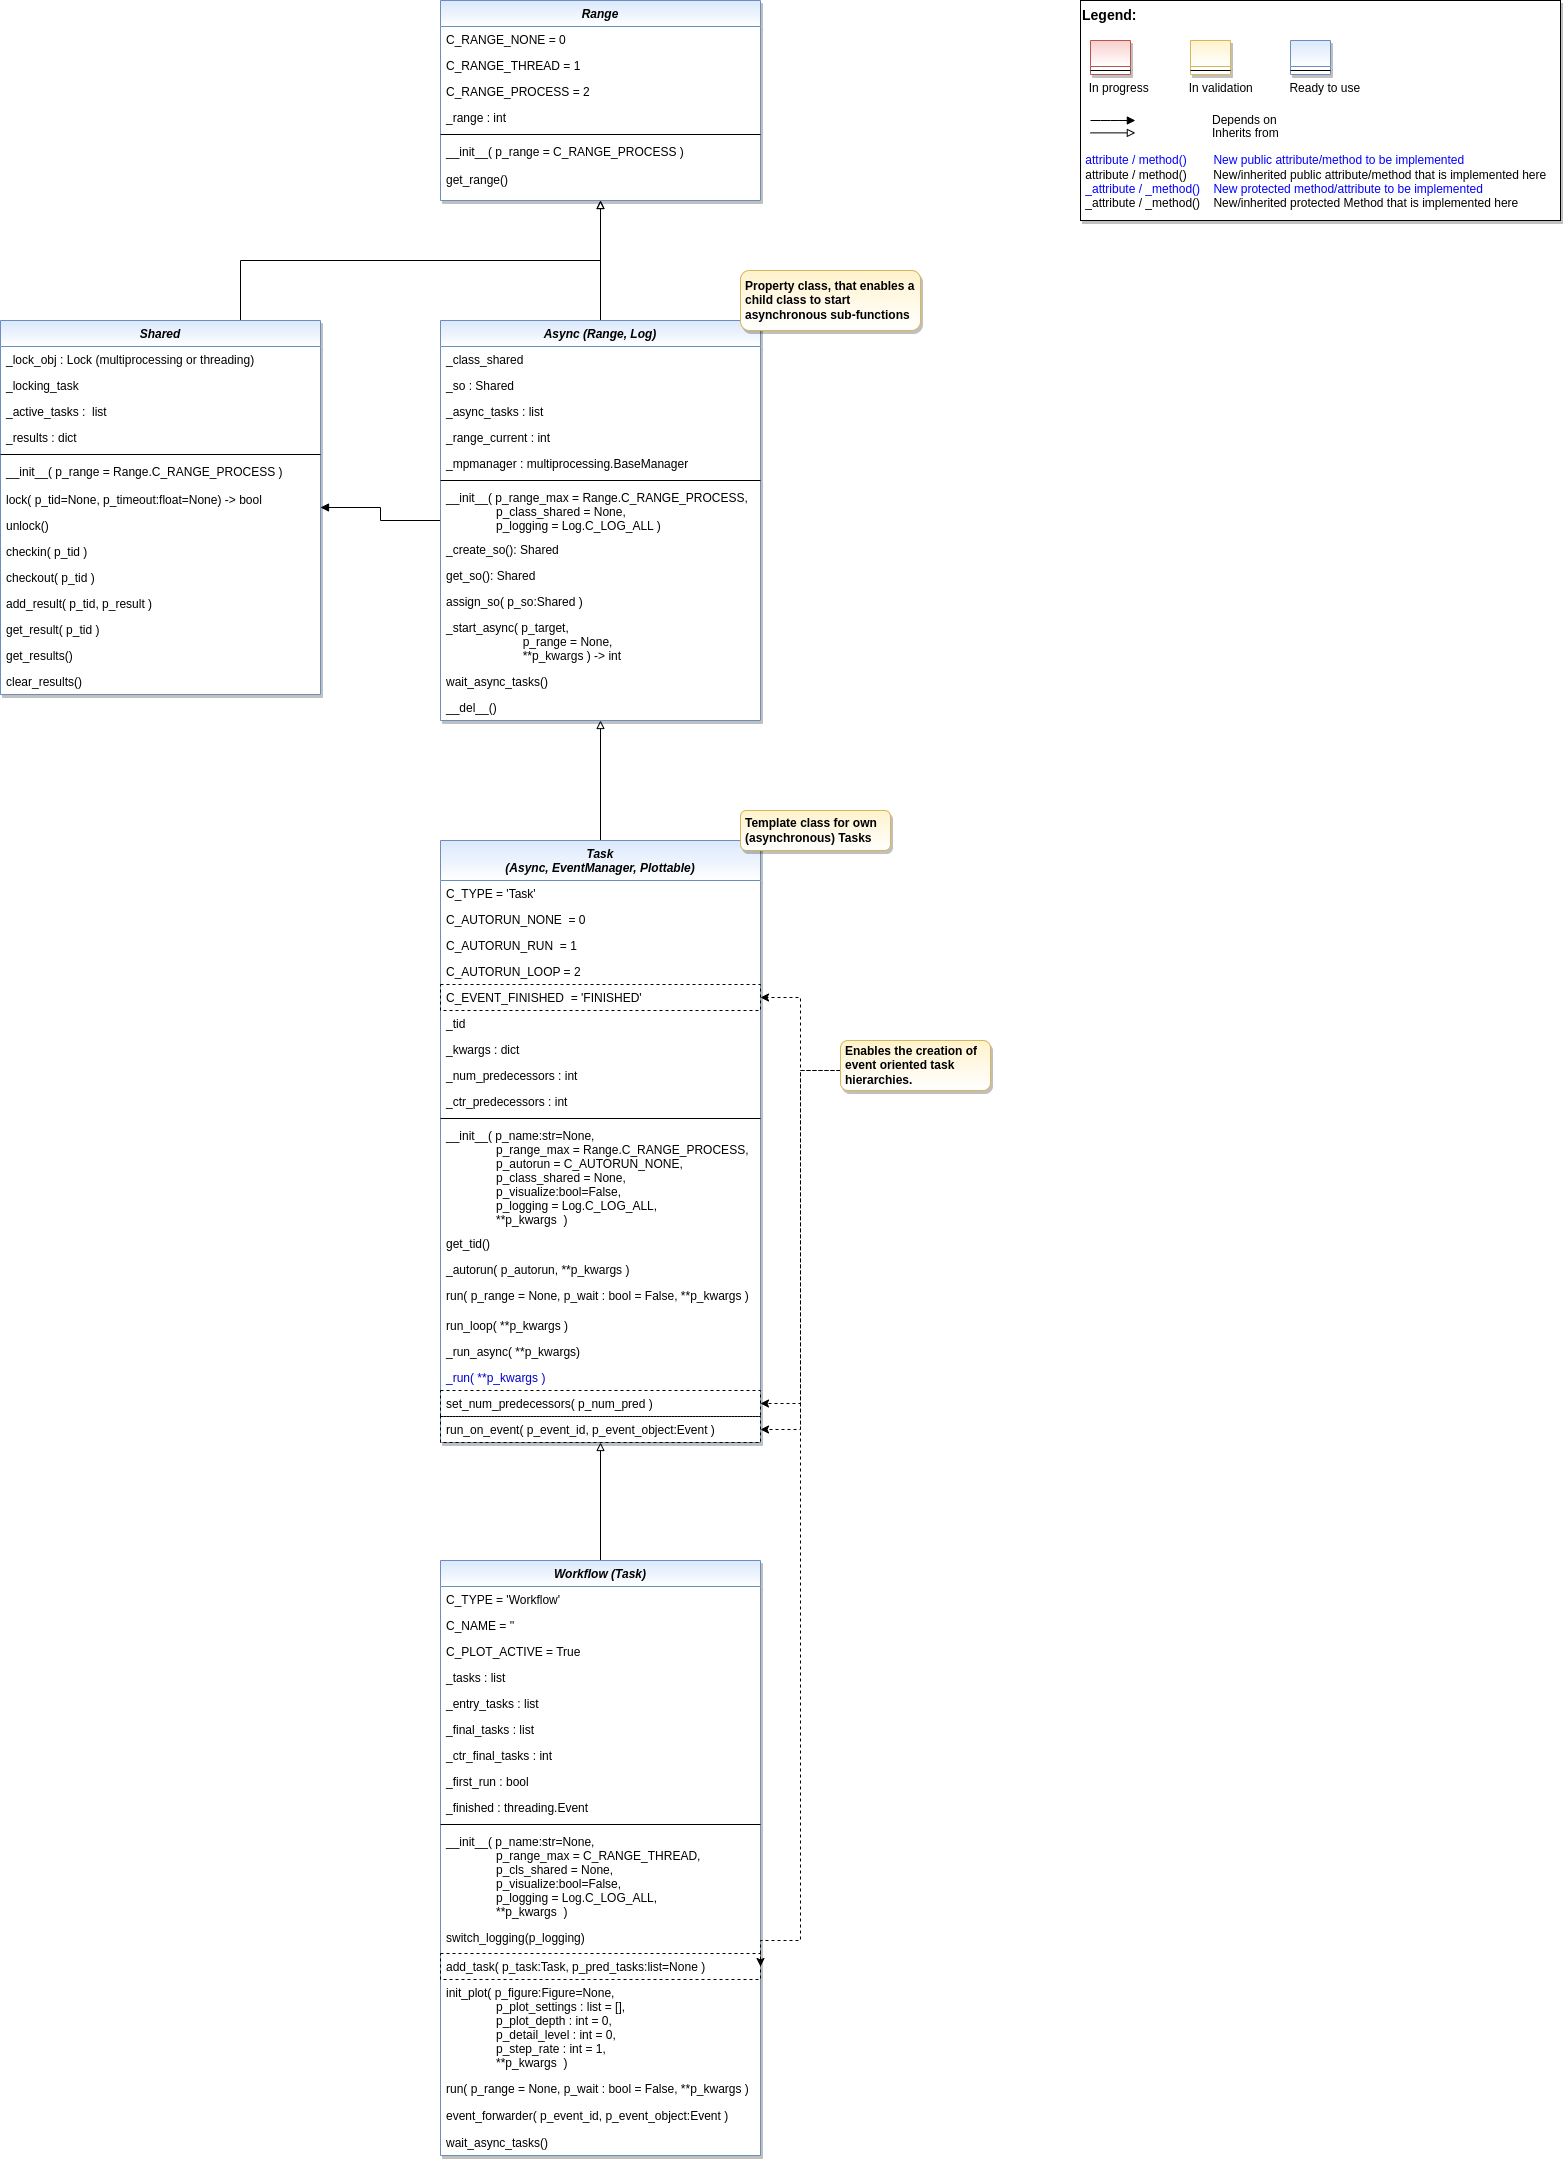 Range
C_RANGE_NONE = 0
C_RANGE_THREAD = 1
C_RANGE_PROCESS = 2
_range : int
__init__( p_range = C_RANGE_PROCESS )
get_range()
Legend:
In progress
In validation
Ready to use
Depends on
Inherits from
attribute / method() New public attribute/method to be implemented
attribute / method() New/inherited public attribute/method that is implemented here
_attribute / _method() New protected method/attribute to be implemented
_attribute / _method() New/inherited protected Method that is implemented here
Property class, that enables a
child class to start
asynchronous sub-functions
Shared
_lock_obj : Lock (multiprocessing or threading)
_locking_task
_active_tasks :  list
_results : dict
__init__( p_range = Range.C_RANGE_PROCESS )
lock( p_tid=None, p_timeout:float=None) -> bool
unlock()
checkin( p_tid )
checkout( p_tid )
add_result( p_tid, p_result )
get_result( p_tid )
get_results()
clear_results()
Async (Range, Log)
_class_shared
_so : Shared
_async_tasks : list
_range_current : int
_mpmanager : multiprocessing.BaseManager
__init__( p_range_max = Range.C_RANGE_PROCESS,
p_class_shared = None,
p_logging = Log.C_LOG_ALL )
_create_so(): Shared
get_so(): Shared
assign_so( p_so:Shared )
_start_async( p_target,
p_range = None,
**p_kwargs ) -> int
wait_async_tasks()
__del__()
Template class for own
(asynchronous) Tasks
Task
(Async, EventManager, Plottable)
C_TYPE = 'Task'
C_AUTORUN_NONE  = 0
C_AUTORUN_RUN  = 1
C_AUTORUN_LOOP = 2
C_EVENT_FINISHED  = 'FINISHED'
_tid
_kwargs : dict
_num_predecessors : int
_ctr_predecessors : int
__init__( p_name:str=None,
p_range_max = Range.C_RANGE_PROCESS,
p_autorun = C_AUTORUN_NONE,
p_class_shared = None,
p_visualize:bool=False,
p_logging = Log.C_LOG_ALL,
**p_kwargs  )
get_tid()
_autorun( p_autorun, **p_kwargs )
run( p_range = None, p_wait : bool = False, **p_kwargs )
run_loop( **p_kwargs )
_run_async( **p_kwargs)
_run( **p_kwargs )
set_num_predecessors( p_num_pred )
run_on_event( p_event_id, p_event_object:Event )
Enables the creation of
event oriented task
hierarchies.
Workflow (Task)
C_TYPE = 'Workflow'
C_NAME = ''
C_PLOT_ACTIVE = True
_tasks : list
_entry_tasks : list
_final_tasks : list
_ctr_final_tasks : int
_first_run : bool
_finished : threading.Event
__init__( p_name:str=None,
p_range_max = C_RANGE_THREAD,
p_cls_shared = None,
p_visualize:bool=False,
p_logging = Log.C_LOG_ALL,
**p_kwargs  )
switch_logging(p_logging)
add_task( p_task:Task, p_pred_tasks:list=None )
init_plot( p_figure:Figure=None,
p_plot_settings : list = [],
p_plot_depth : int = 0,
p_detail_level : int = 0,
p_step_rate : int = 1,
**p_kwargs  )
run( p_range = None, p_wait : bool = False, **p_kwargs )
event_forwarder( p_event_id, p_event_object:Event )
wait_async_tasks()